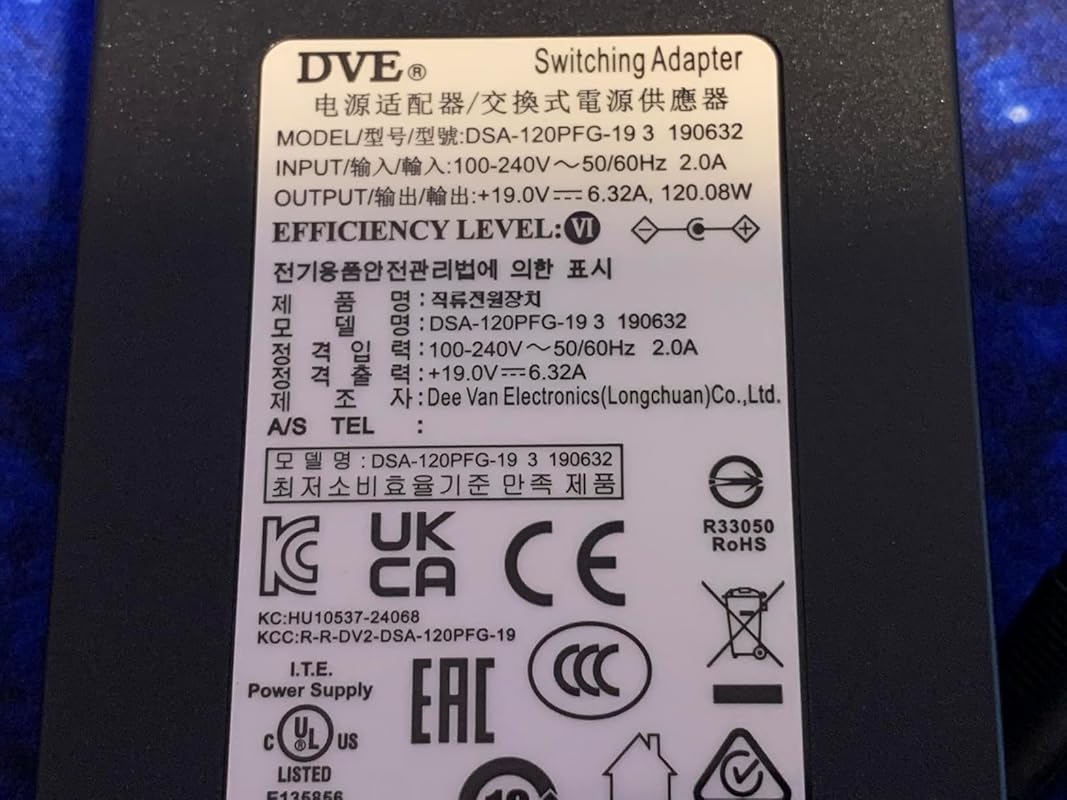 DVE® Switching Adapter
电源适配器/交換式電源供應器
MODEL/型号/型號:DSA-120PFG-19 3 190632
INPUT/输入/輸入:100-240V～50/60Hz 2.0A
OUTPUT/输出/輸出:+19.0V⎓6.32A, 120.08W
EFFICIENCY LEVEL:VI
전기용품안전관리법에 의한 표시
제 품 명:직류전원장치
모 델 명:DSA-120PFG-19 3 190632
정 격 입 력:100-240V～50/60Hz 2.0A
정 격 출 력:+19.0V⎓6.32A
제 조 자:Dee Van Electronics(Longchuan)Co.,Ltd.
A/S TEL :
모 델 명 : DSA-120PFG-19 3 190632
최저소비효율기준 만족 제품
R33050
RoHS
KC
UK
CA
CE
KC:HU10537-24068
KCC:R-R-DV2-DSA-120PFG-19
I.T.E.
Power Supply
C UL® US
LISTED
E135856
EAC
CCC
10